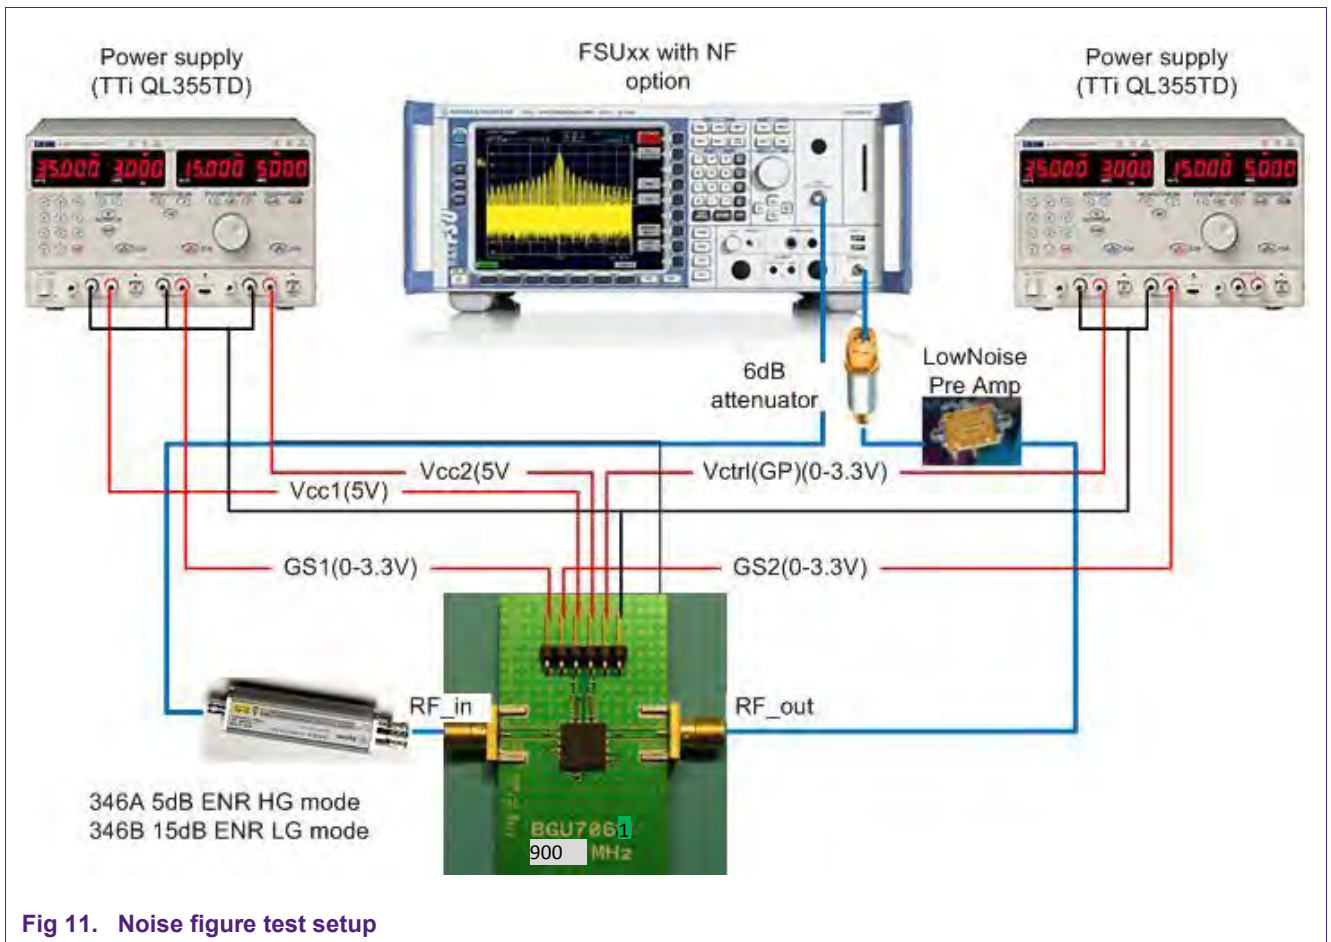 Power supply
(TTi QL355TD)
FSUxx with NF
option
Power supply
(TTi QL355TD)
35.000 3.000 15.000 5.000
35.000 3.000 15.000 5.000
LowNoise
Pre Amp
6dB
attenuator
Vcc2(5V
Vctrl(GP)(0-3.3V)
Vcc1(5V)
GS1(0-3.3V)
GS2(0-3.3V)
RF_in
RF_out
346A 5dB ENR HG mode
346B 15dB ENR LG mode
BGU7061
900 MHz
Fig 11. Noise figure test setup